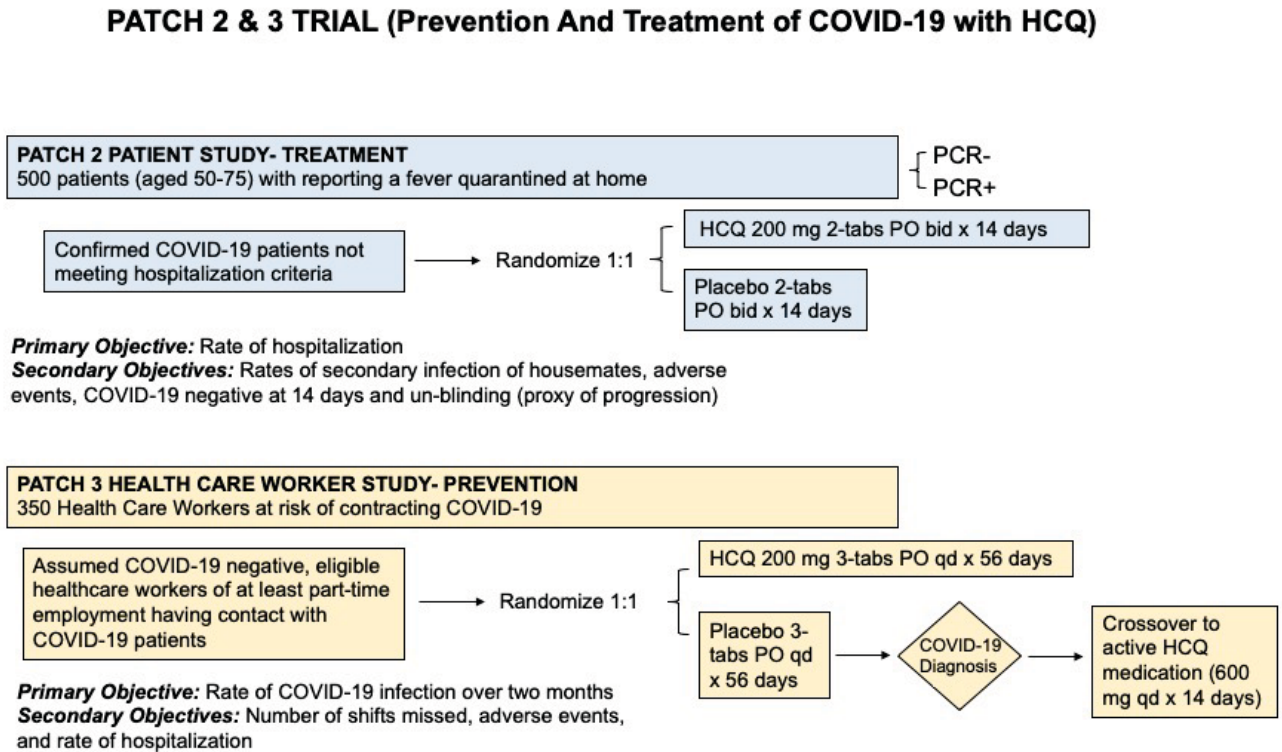 PATCH 2 & 3 TRIAL (Prevention And Treatment of COVID-19 with HCQ)
PATCH 2 PATIENT STUDY- TREATMENT
500 patients (aged 50-75) with reporting a fever quarantined at home
PCR-
PCR+
Confirmed COVID-19 patients not
meeting hospitalization criteria
Randomize 1:1
HCQ 200 mg 2-tabs PO bid x 14 days
Placebo 2-tabs
PO bid x 14 days
Primary Objective: Rate of hospitalization
Secondary Objectives: Rates of secondary infection of housemates, adverse
events, COVID-19 negative at 14 days and un-blinding (proxy of progression)
PATCH 3 HEALTH CARE WORKER STUDY- PREVENTION
350 Health Care Workers at risk of contracting COVID-19
Assumed COVID-19 negative, eligible
healthcare workers of at least part-time
employment having contact with
COVID-19 patients
Randomize 1:1
HCQ 200 mg 3-tabs PO qd x 56 days
Placebo 3-
tabs PO qd
x 56 days
COVID-19
Diagnosis
Crossover to
active HCQ
medication (600
mg qd x 14 days)
Primary Objective: Rate of COVID-19 infection over two months
Secondary Objectives: Number of shifts missed, adverse events,
and rate of hospitalization